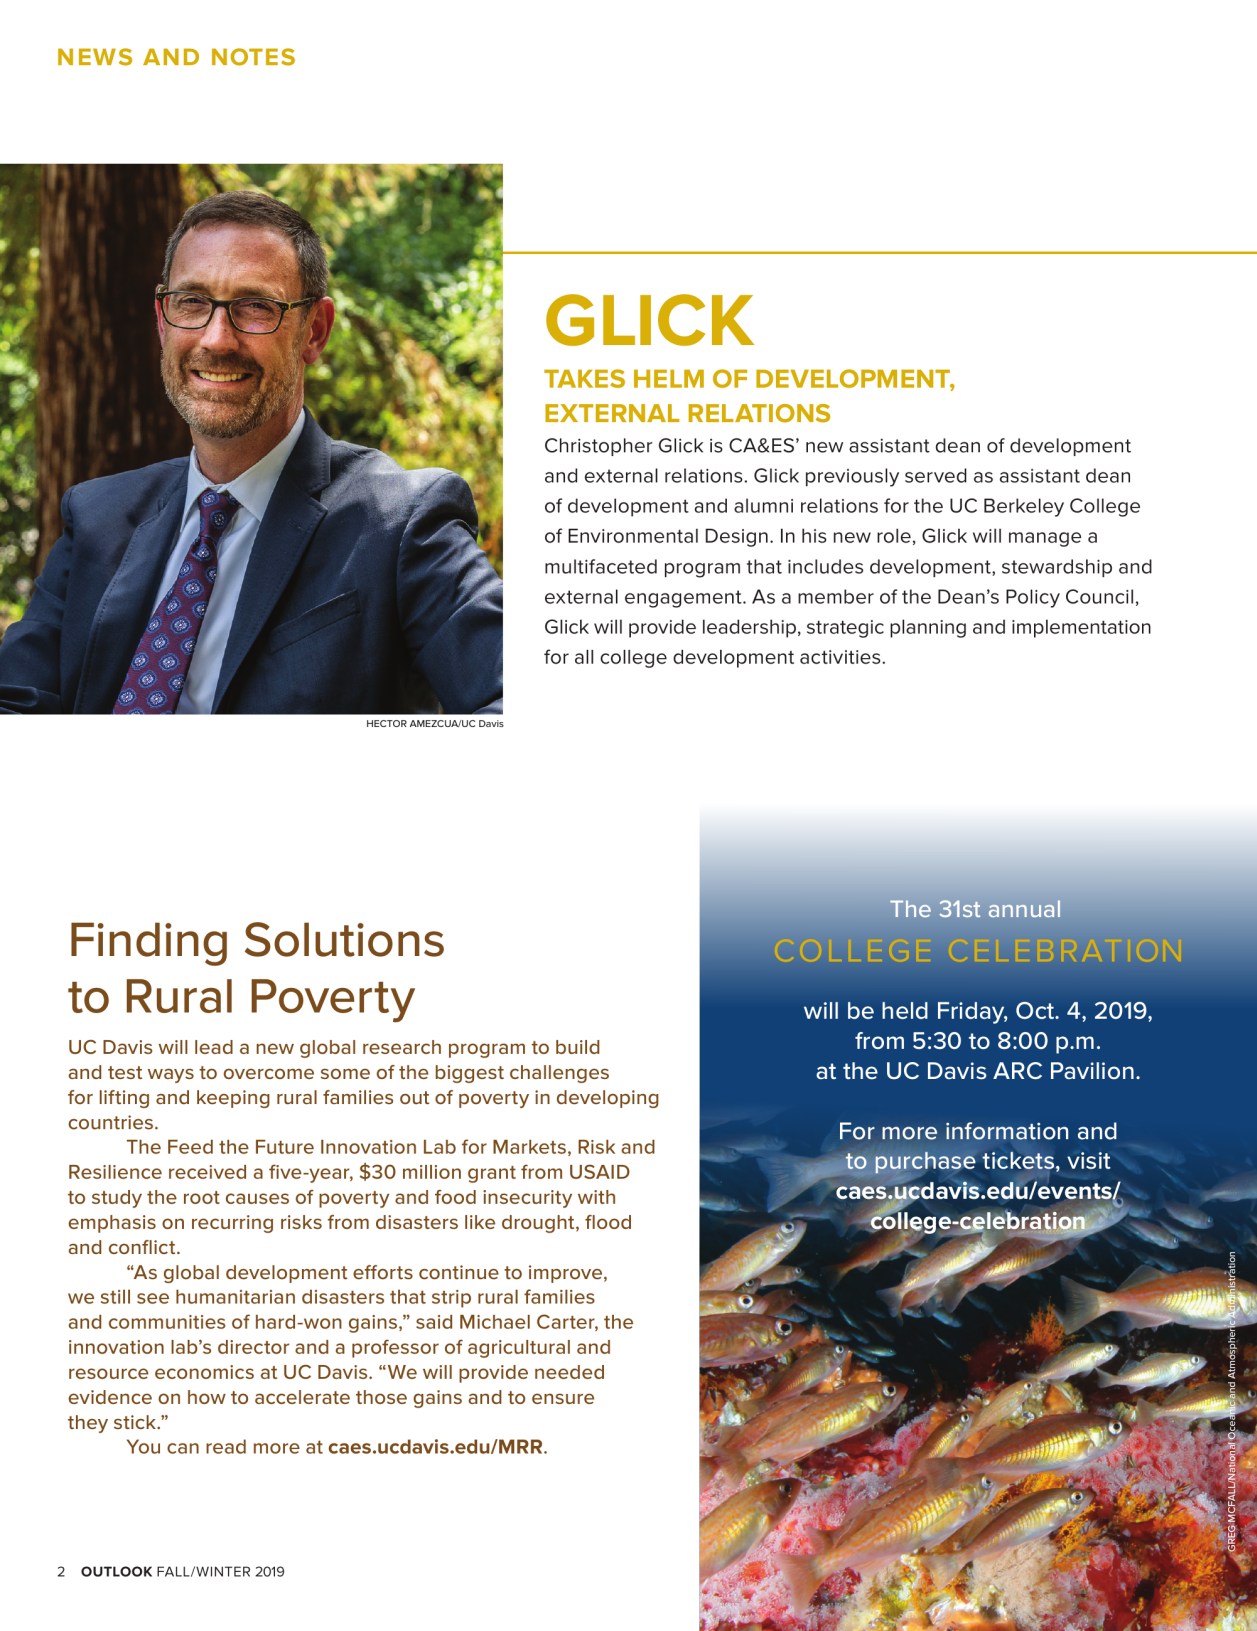 NEWS AND NOTES
GLICK
TAKES HELM OF DEVELOPMENT,
EXTERNAL RELATIONS
Christopher Glick is CA&ES’ new assistant dean of development
and external relations. Glick previously served as assistant dean
of development and alumni relations for the UC Berkeley College
of Environmental Design. In his new role, Glick will manage a
multifaceted program that includes development, stewardship and
external engagement. As a member of the Dean’s Policy Council,
Glick will provide leadership, strategic planning and implementation
for all college development activities.
HECTOR AMEZCUA/UC Davis
Finding Solutions
to Rural Poverty
UC Davis will lead a new global research program to build
and test ways to overcome some of the biggest challenges
for lifting and keeping rural families out of poverty in developing
countries.
The Feed the Future Innovation Lab for Markets, Risk and
Resilience received a five-year, $30 million grant from USAID
to study the root causes of poverty and food insecurity with
emphasis on recurring risks from disasters like drought, flood
and conflict.
“As global development efforts continue to improve,
we still see humanitarian disasters that strip rural families
and communities of hard-won gains,” said Michael Carter, the
innovation lab’s director and a professor of agricultural and
resource economics at UC Davis. “We will provide needed
evidence on how to accelerate those gains and to ensure
they stick.”
You can read more at caes.ucdavis.edu/MRR.
The 31st annual
COLLEGE CELEBRATION
will be held Friday, Oct. 4, 2019,
from 5:30 to 8:00 p.m.
at the UC Davis ARC Pavilion.
For more information and
to purchase tickets, visit
caes.ucdavis.edu/events/
college-celebration
GREG MCFALL/National Oceanic and Atmospheric Administration
2 OUTLOOK FALL/WINTER 2019